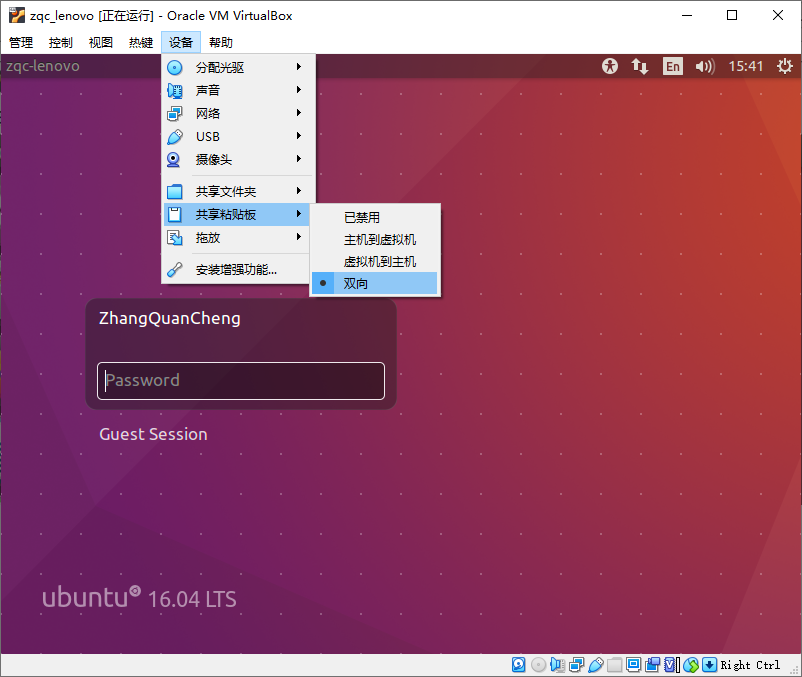 zqc_lenovo [正在运行] - Oracle VM VirtualBox
管理 控制 视图 热键 设备 帮助
zqc-lenovo En 15:41
分配光驱
声音
网络
USB
摄像头
共享文件夹
共享粘贴板
拖放
安装增强功能...
已禁用
主机到虚拟机
虚拟机到主机
双向
ZhangQuanCheng
Password
Guest Session
ubuntu 16.04 LTS
Right Ctrl